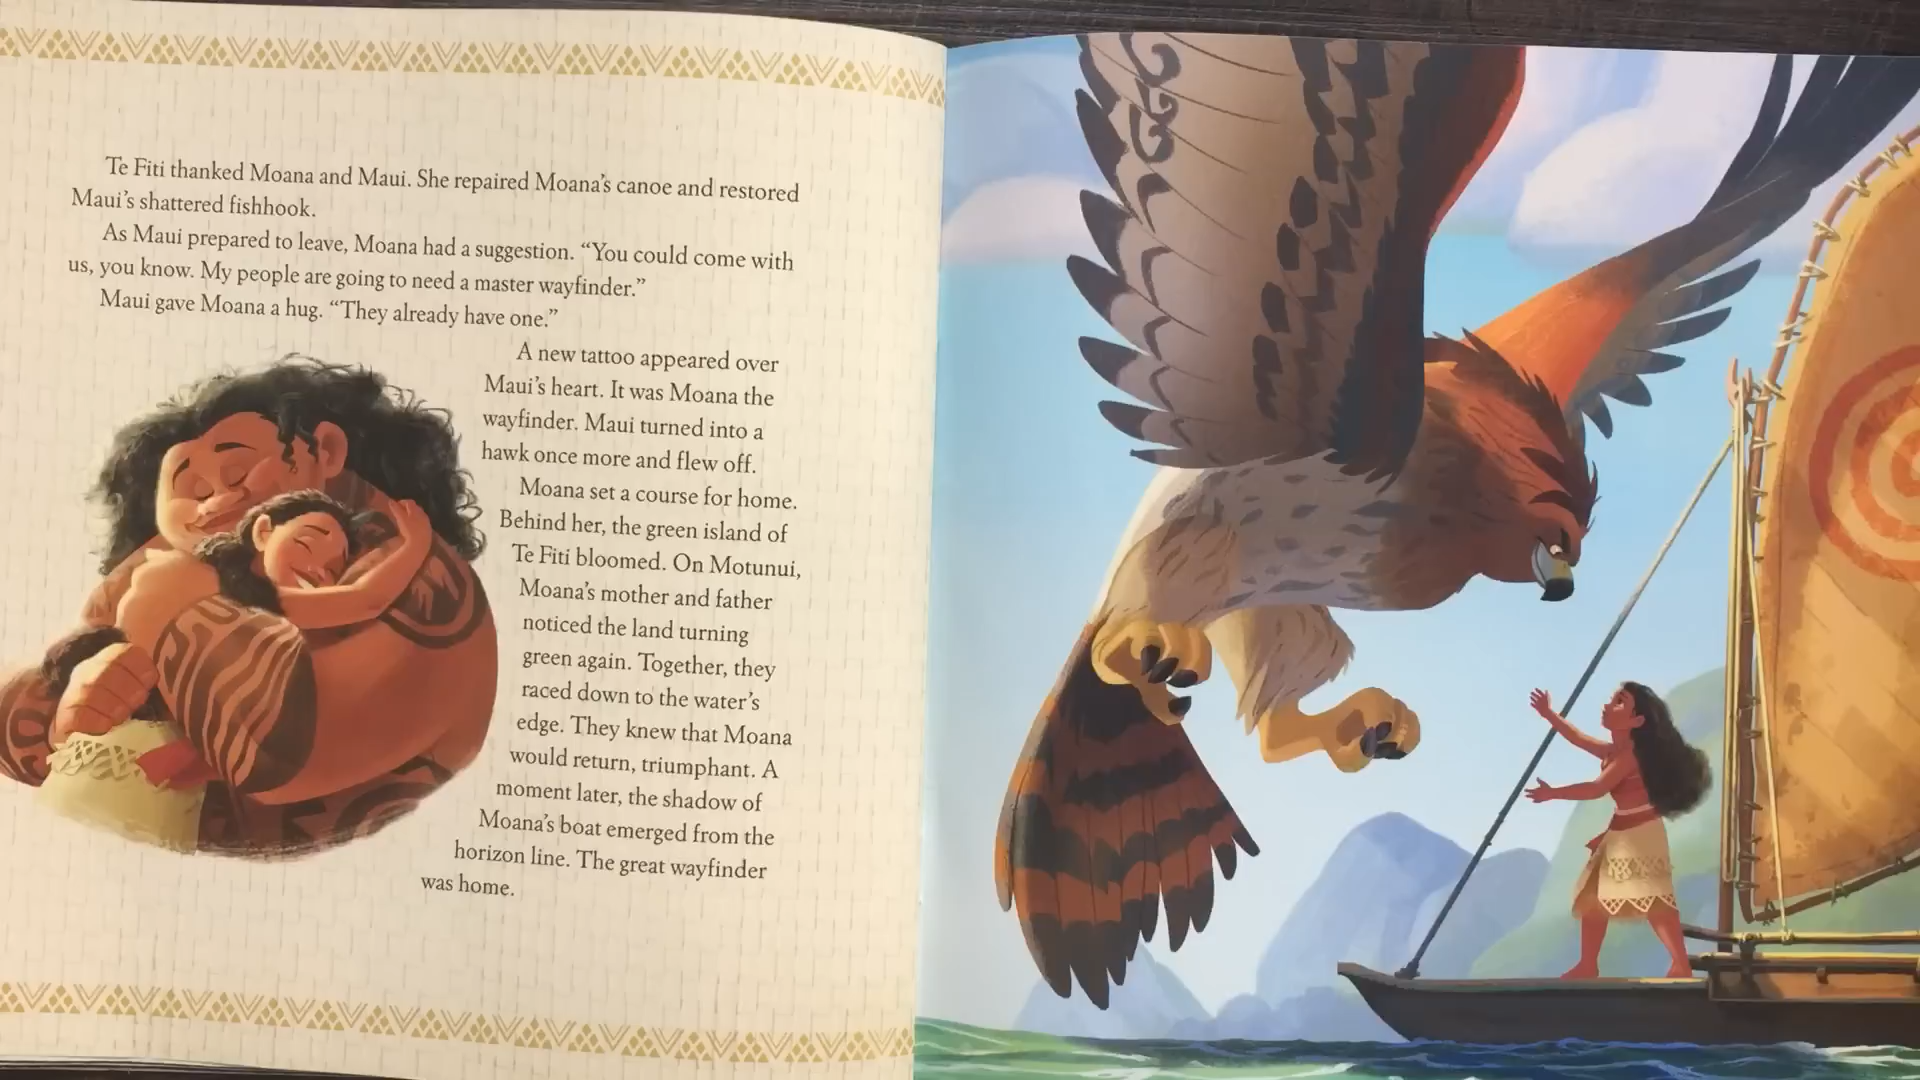 Te Fiti thanked Moana and Maui. She repaired Moana’s canoe and restored
Maui’s shattered fishhook.
As Maui prepared to leave, Moana had a suggestion. “You could come with
us, you know. My people are going to need a master wayfinder.”
Maui gave Moana a hug. “They already have one.”
A new tattoo appeared over
Maui’s heart. It was Moana the
wayfinder. Maui turned into a
hawk once more and flew off.
Moana set a course for home.
Behind her, the green island of
Te Fiti bloomed. On Motunui,
Moana’s mother and father
noticed the land turning
green again. Together, they
raced down to the water’s
edge. They knew that Moana
would return, triumphant. A
moment later, the shadow of
Moana’s boat emerged from the
horizon line. The great wayfinder
was home.